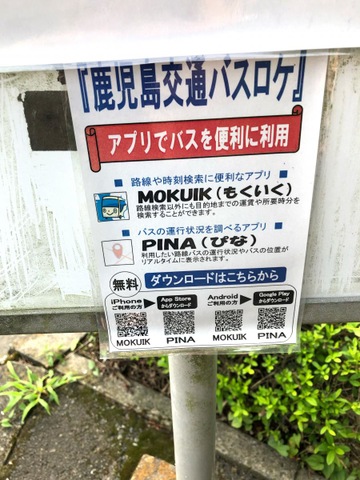 『鹿児島交通バスロケ』
アプリでバスを便利に利用
■ 路線や時刻検索に便利なアプリ ■
MOKUIK(もくいく)
路線検索以外にも目的地までの運賃や所要時分を
検索することができます。
■ バスの運行状況を調べるアプリ ■
PINA(ぴな)
利用したい路線バスの運行状況やバスの位置が
リアルタイムに表示されます。
無料 ダウンロードはこちらから
iPhone ご利用の方 App Store からダウンロード Android ご利用の方 Google Play からダウンロード
MOKUIK PINA MOKUIK PINA